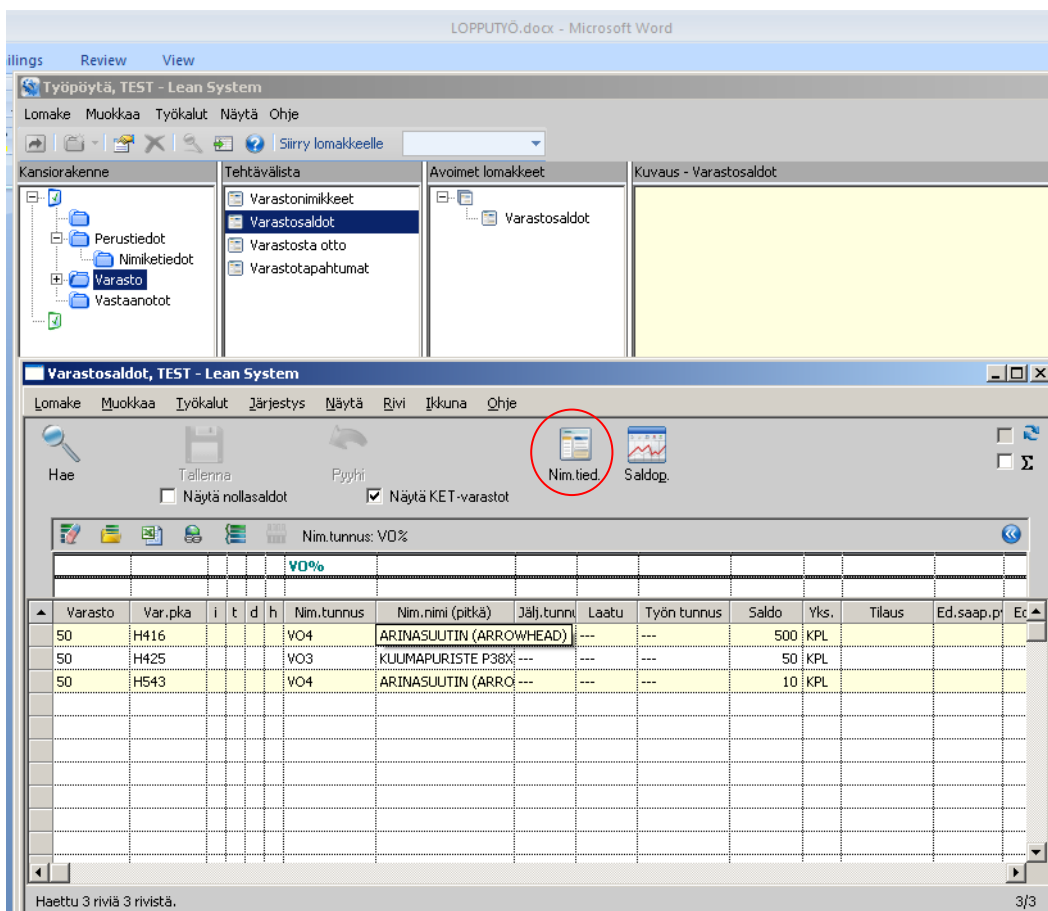 LOPPUTYÖ.docx - Microsoft Word
ilings Review View
Työpöytä, TEST - Lean System
Lomake Muokkaa Työkalut Näytä Ohje
Siirry lomakkeelle
Kansiorakenne Tehtävälista Avoimet lomakkeet Kuvaus - Varastosaldot
Varastonimikkeet Varastosaldot
Perustiedot Varastosaldot
Nimiketiedot Varastosta otto
Varasto Varastotapahtumat
Vastaanotot
Varastosaldot, TEST - Lean System
Lomake Muokkaa Työkalut Järjestys Näytä Rivi Ikkuna Ohje
Hae Tallenna Pyyhi Nim.tied. Saldop. Σ
Näytä nollasaldot Näytä KET-varastot
Nim.tunnus: VO%
VO%
Varasto Var.pka i t d h Nim.tunnus Nim.nimi (pitkä) Jälj.tunnu Laatu Työn tunnus Saldo Yks. Tilaus Ed.saap.p Ed
50 H416 VO4 ARINASUUTIN (ARROWHEAD) --- --- 500 KPL
50 H425 VO3 KUUMAPURISTE P38X --- --- --- 50 KPL
50 H543 VO4 ARINASUUTIN (ARRO --- --- --- 10 KPL
Haettu 3 riviä 3 rivistä. 3/3